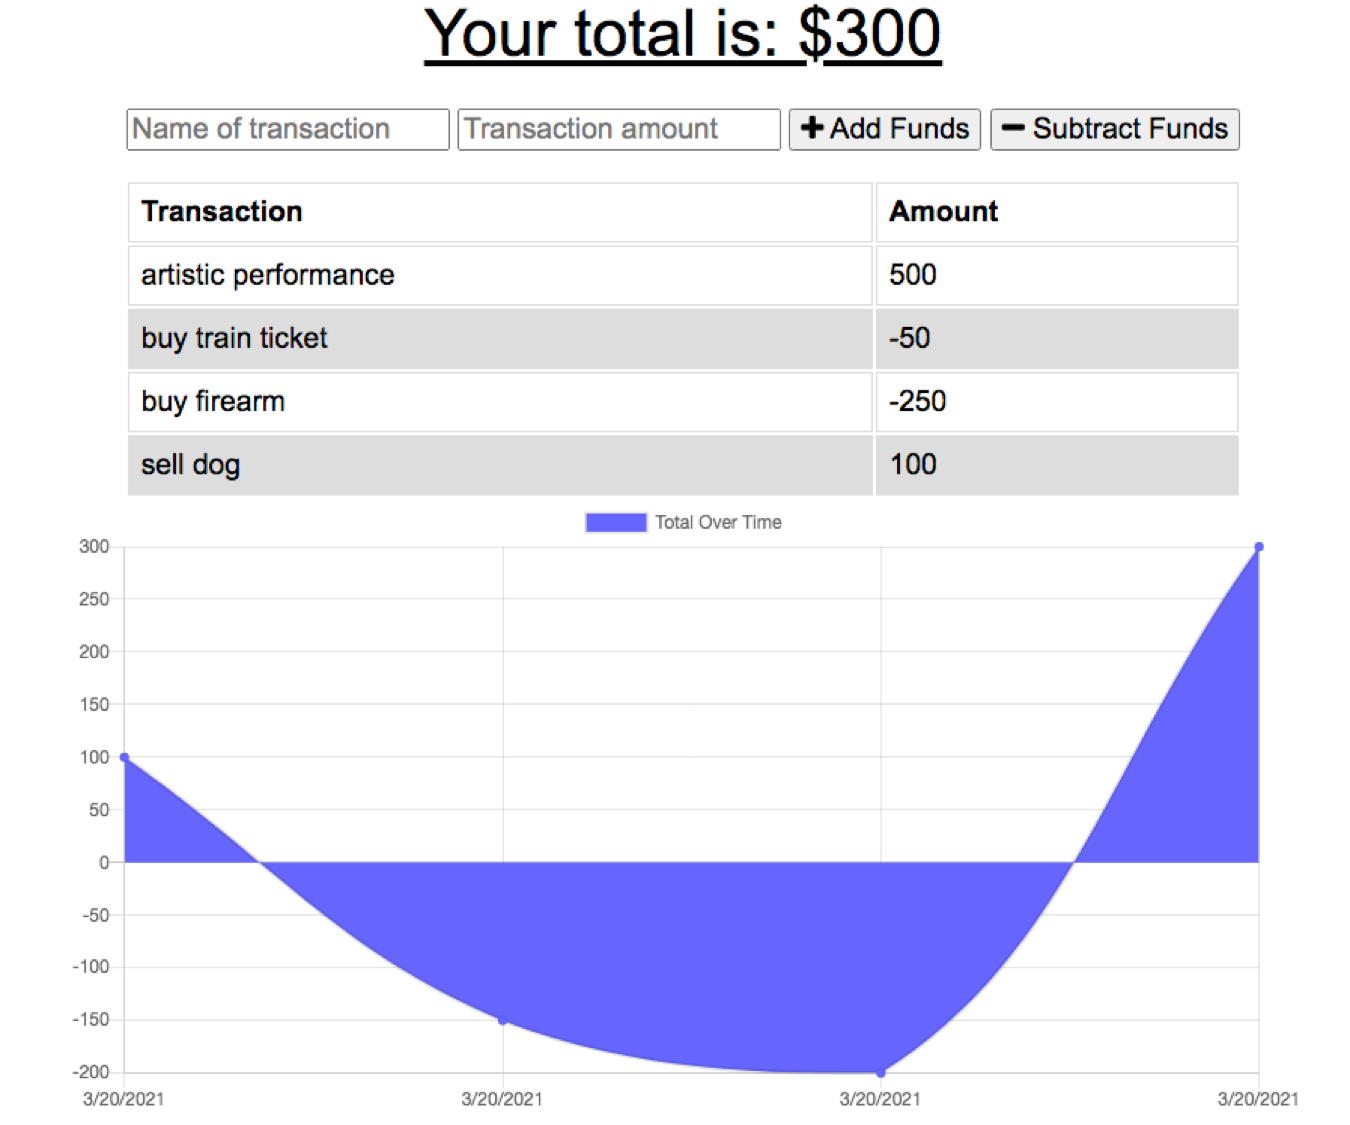 Your total is: $300
Name of transaction Transaction amount + Add Funds − Subtract Funds
Transaction Amount
artistic performance 500
buy train ticket -50
buy firearm -250
sell dog 100
Total Over Time
300
250
200
150
100
50
0
-50
-100
-150
-200
3/20/2021 3/20/2021 3/20/2021 3/20/2021